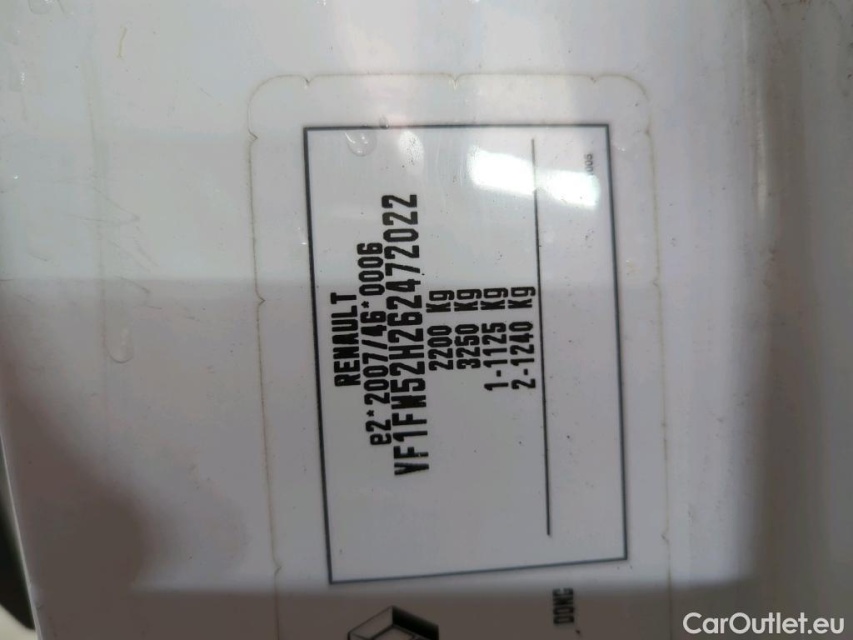 RENAULT
e2*2007/46*0006
VF1FW52H262472022
2200 Kg
3250 Kg
1-1125 Kg
2-1240 Kg
CarOutlet.eu